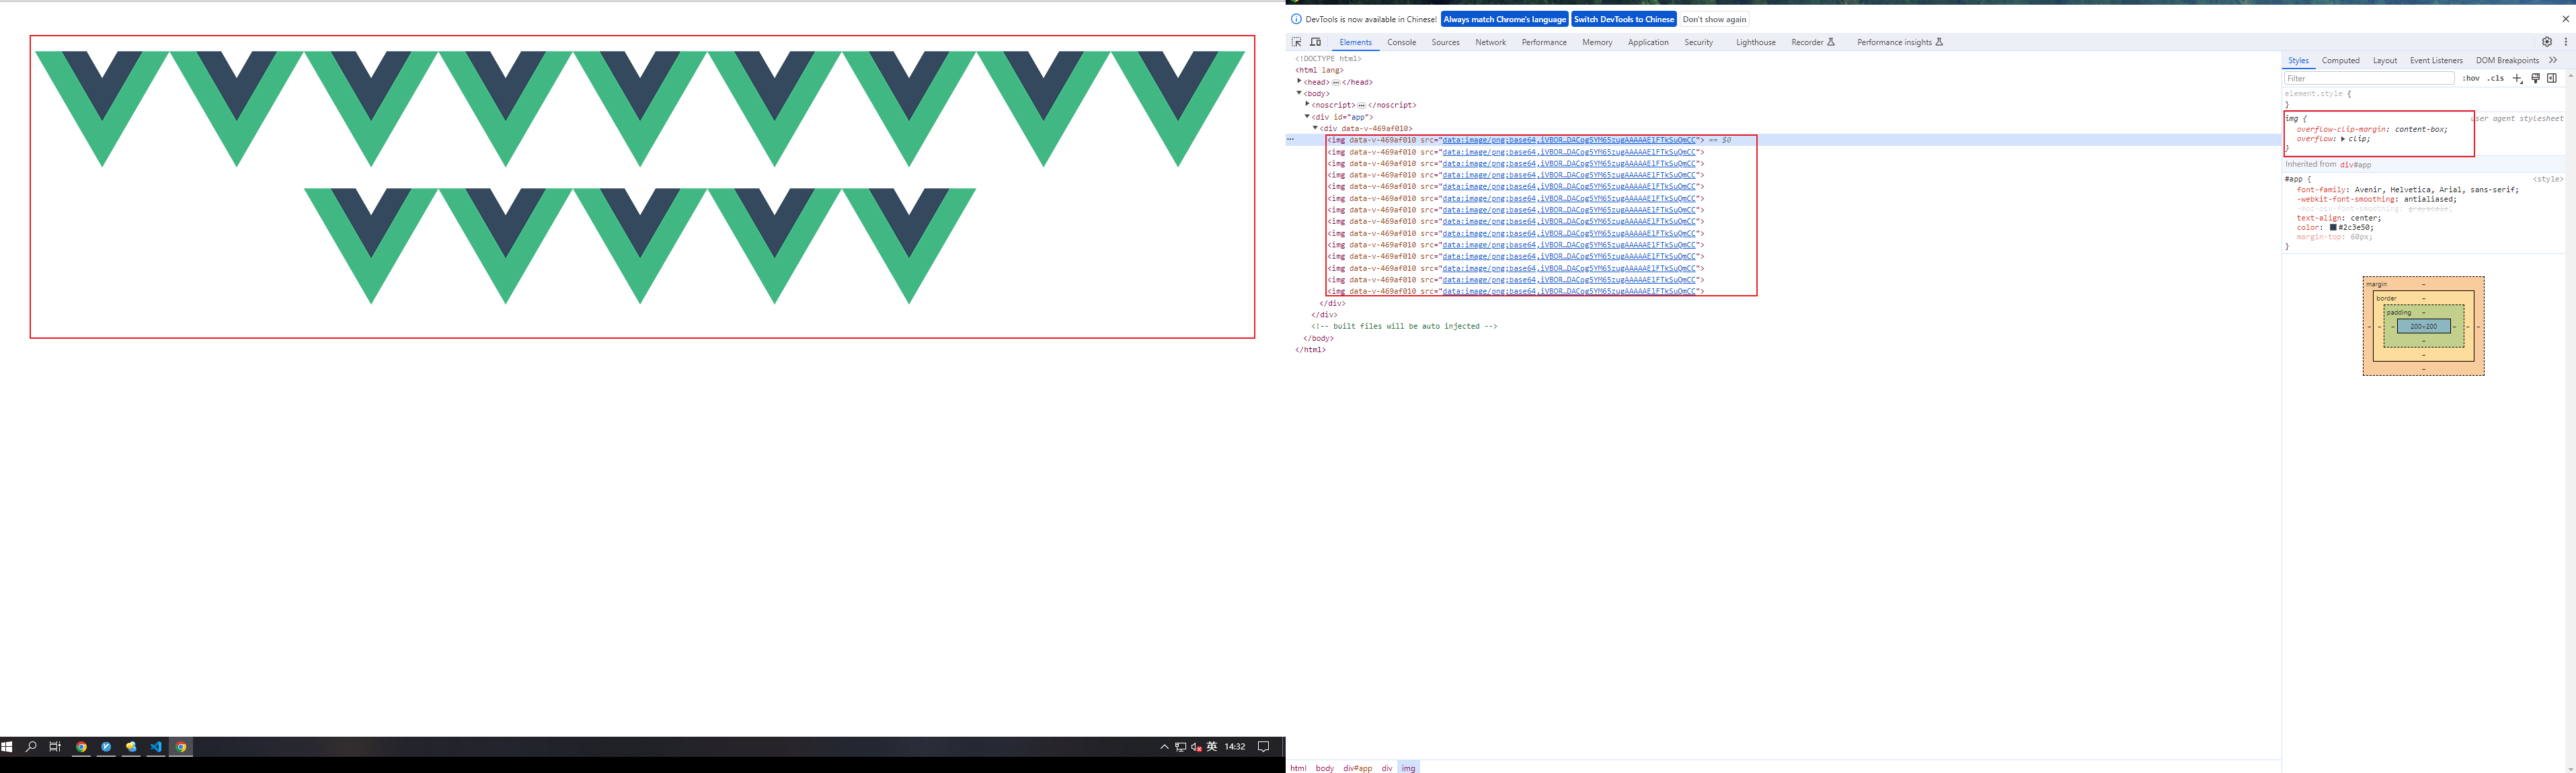 DevTools is now available in Chinese! Always match Chrome's language Switch DevTools to Chinese Don't show again
Elements Console Sources Network Performance Memory Application Security Lighthouse Recorder Performance insights
<!DOCTYPE html>
<html lang>
<head> … </head>
<body>
<noscript> … </noscript>
<div id="app">
<div data-v-469af010>
<img data-v-469af010 src="data:image/png;base64,iVBOR…DACog5YM65zugAAAAAElFTkSuQmCC"> == $0
<img data-v-469af010 src="data:image/png;base64,iVBOR…DACog5YM65zugAAAAAElFTkSuQmCC">
<img data-v-469af010 src="data:image/png;base64,iVBOR…DACog5YM65zugAAAAAElFTkSuQmCC">
<img data-v-469af010 src="data:image/png;base64,iVBOR…DACog5YM65zugAAAAAElFTkSuQmCC">
<img data-v-469af010 src="data:image/png;base64,iVBOR…DACog5YM65zugAAAAAElFTkSuQmCC">
<img data-v-469af010 src="data:image/png;base64,iVBOR…DACog5YM65zugAAAAAElFTkSuQmCC">
<img data-v-469af010 src="data:image/png;base64,iVBOR…DACog5YM65zugAAAAAElFTkSuQmCC">
<img data-v-469af010 src="data:image/png;base64,iVBOR…DACog5YM65zugAAAAAElFTkSuQmCC">
<img data-v-469af010 src="data:image/png;base64,iVBOR…DACog5YM65zugAAAAAElFTkSuQmCC">
<img data-v-469af010 src="data:image/png;base64,iVBOR…DACog5YM65zugAAAAAElFTkSuQmCC">
<img data-v-469af010 src="data:image/png;base64,iVBOR…DACog5YM65zugAAAAAElFTkSuQmCC">
<img data-v-469af010 src="data:image/png;base64,iVBOR…DACog5YM65zugAAAAAElFTkSuQmCC">
<img data-v-469af010 src="data:image/png;base64,iVBOR…DACog5YM65zugAAAAAElFTkSuQmCC">
<img data-v-469af010 src="data:image/png;base64,iVBOR…DACog5YM65zugAAAAAElFTkSuQmCC">
</div>
</div>
<!-- built files will be auto injected -->
</body>
</html>
html body div#app div img
Styles Computed Layout Event Listeners DOM Breakpoints
Filter :hov .cls
element.style {
}
img { user agent stylesheet
overflow-clip-margin: content-box;
overflow: clip;
}
Inherited from div#app
#app { <style>
font-family: Avenir, Helvetica, Arial, sans-serif;
-webkit-font-smoothing: antialiased;
-moz-osx-font-smoothing: grayscale;
text-align: center;
color: #2c3e50;
margin-top: 60px;
}
margin –
border –
padding –
– – – 200×200 – – –
–
–
–
英 14:32